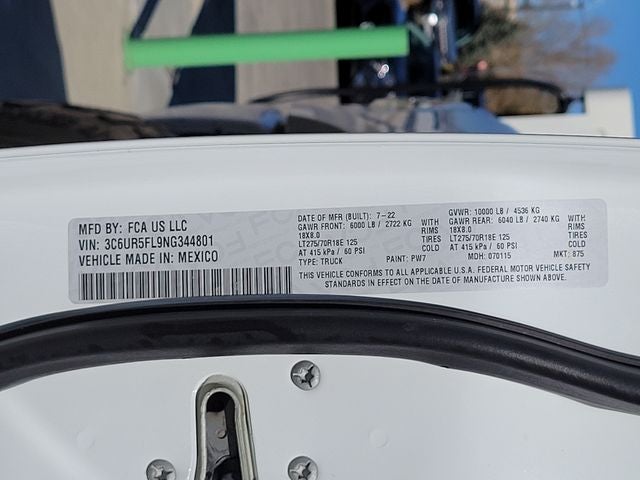 MFD BY: FCA US LLC
VIN: 3C6UR5FL9NG344801
VEHICLE MADE IN: MEXICO
DATE OF MFR (BUILT): 7-22
GAWR FRONT: 6000 LB / 2722 KG WITH
18X8.0 RIMS
LT275/70R18E 125 TIRES
AT 415 kPa / 60 PSI COLD
TYPE: TRUCK PAINT: PW7
GVWR: 10000 LB / 4536 KG
GAWR REAR: 6040 LB / 2740 KG WITH
18X8.0 RIMS
LT275/70R18E 125 TIRES
AT 415 kPa / 60 PSI COLD
MDH: 070115 MKT: 875
THIS VEHICLE CONFORMS TO ALL APPLICABLE U.S.A. FEDERAL MOTOR VEHICLE SAFETY
STANDARDS IN EFFECT ON THE DATE OF MANUFACTURE SHOWN ABOVE.